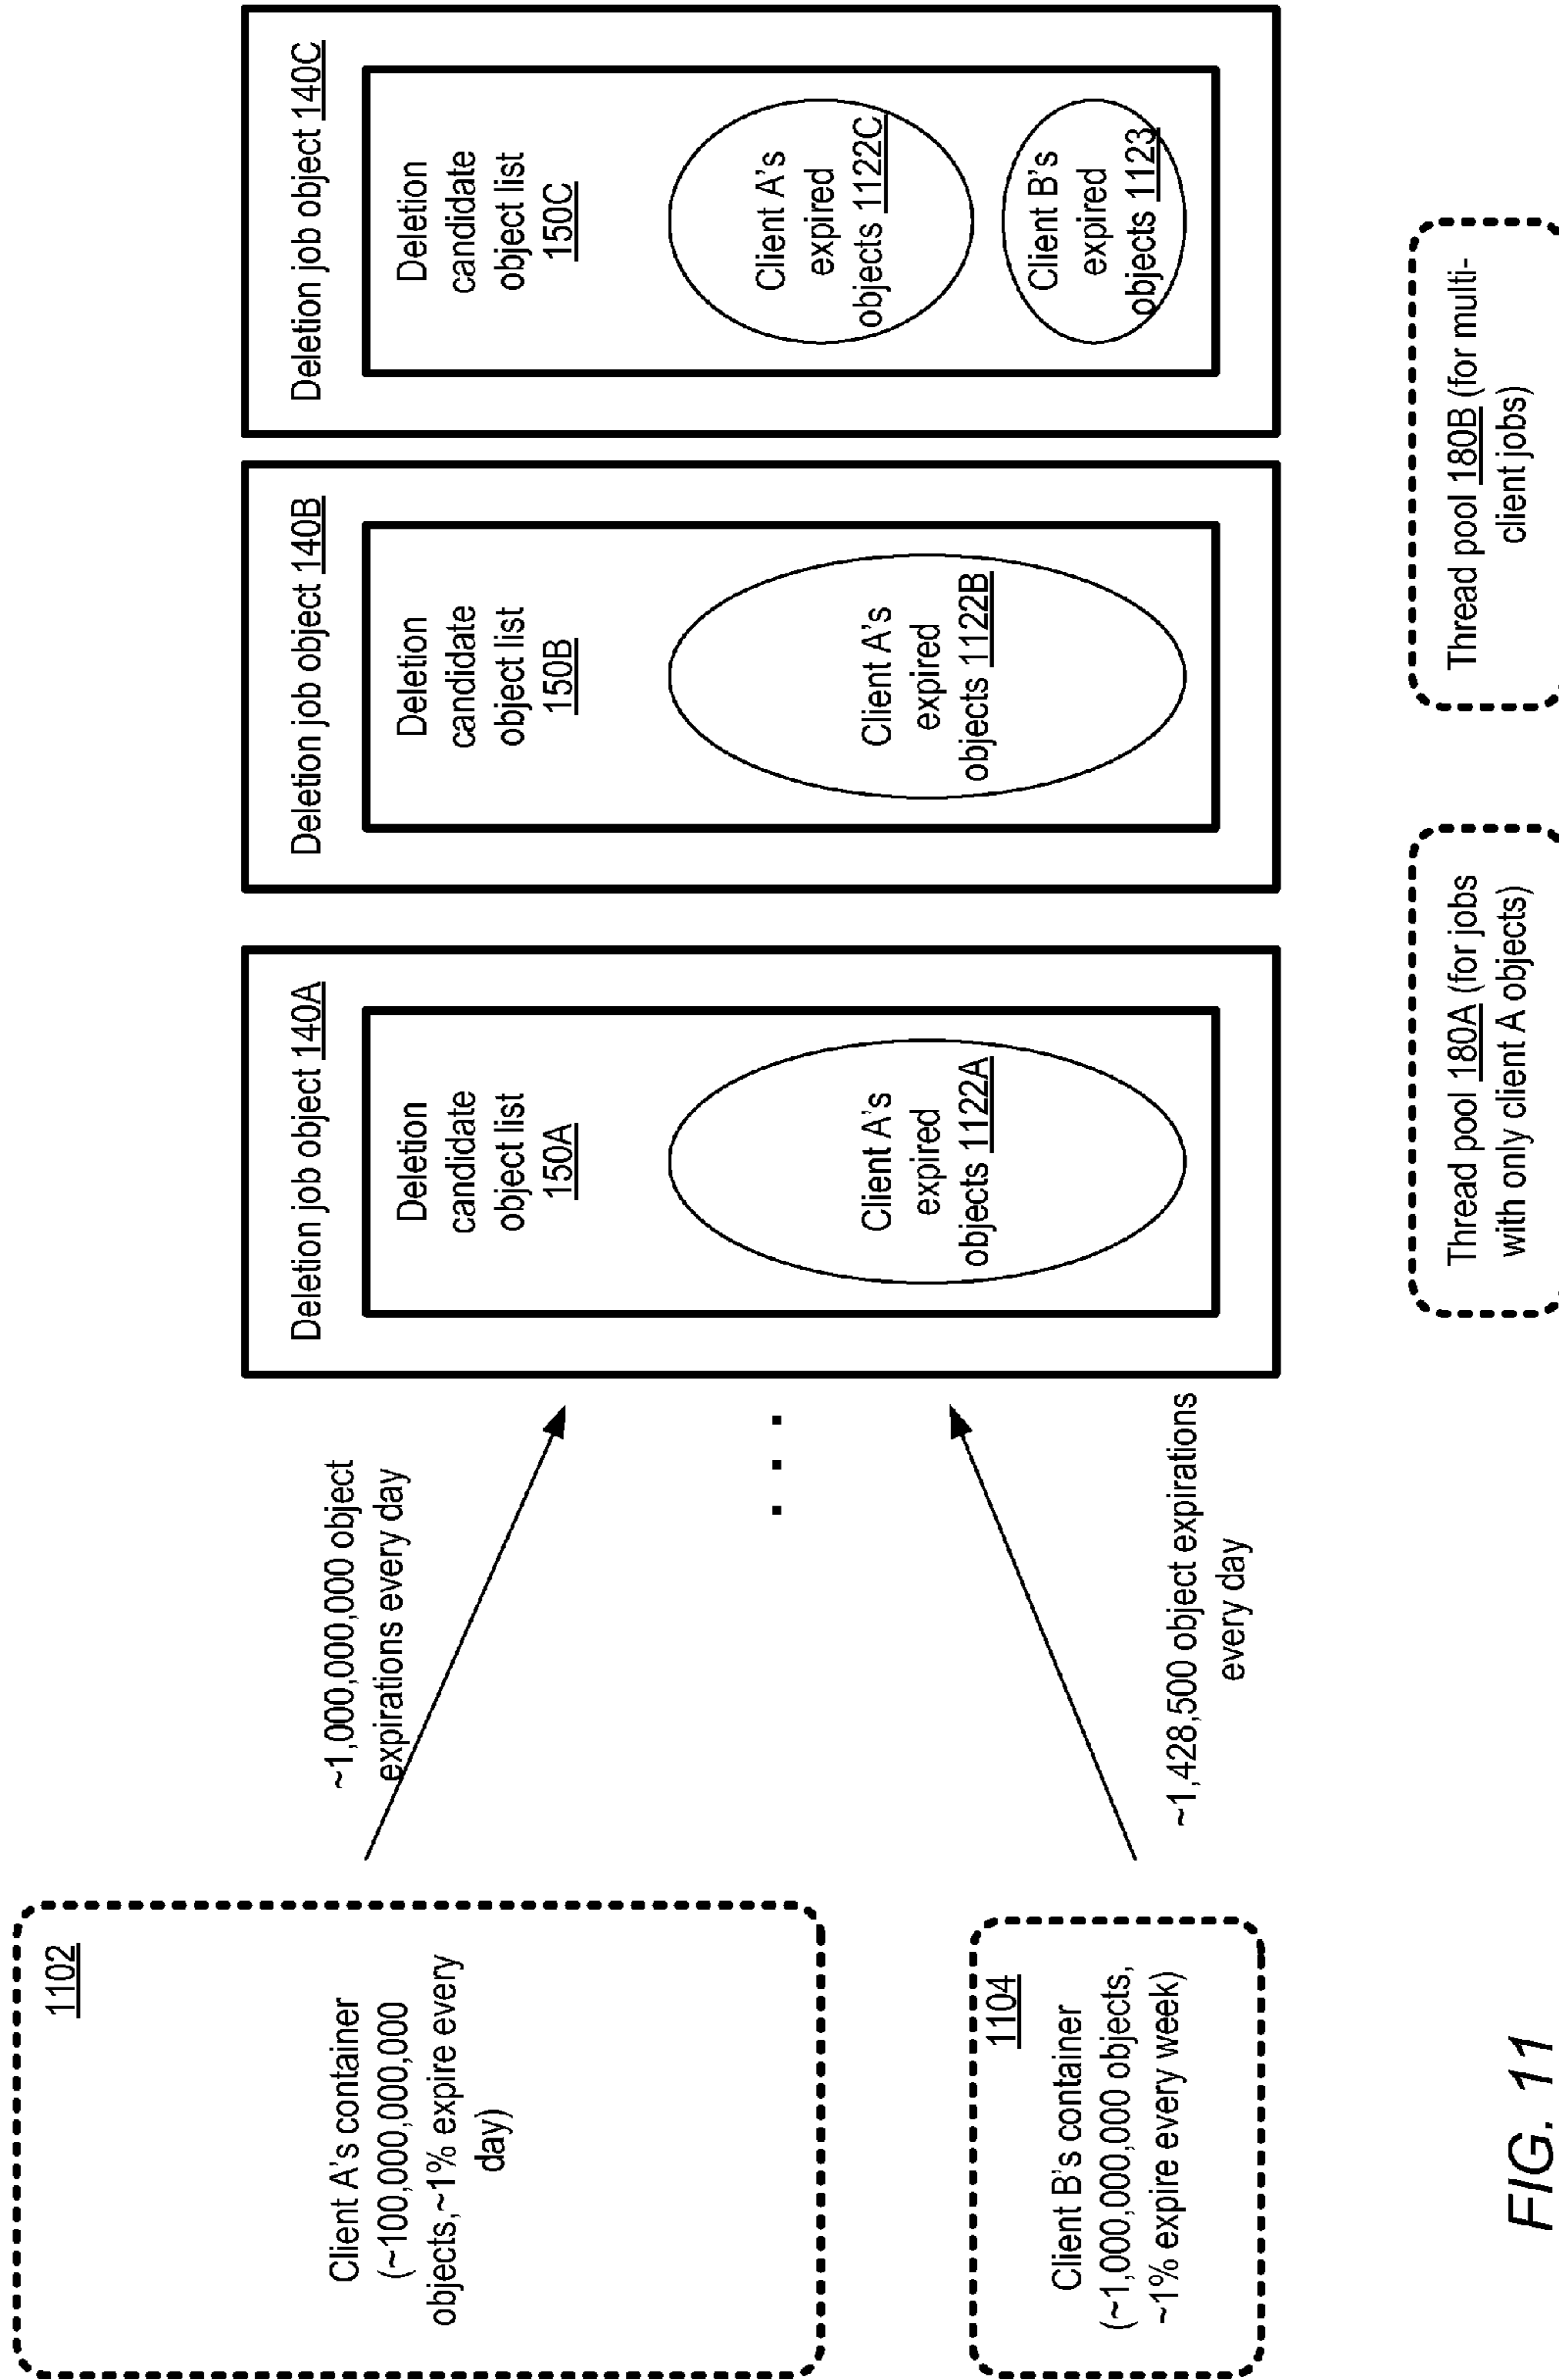 1102
Client A's container
(~100,000,000,000
objects,~1% expire every
day)
1104
Client B's container
(~1,000,000,000 objects,
~1% expire every week)
~1,000,000,000 object
expirations every day
. . .
~1,428,500 object expirations
every day
Deletion job object 140A
Deletion
candidate
object list
150A
Client A's
expired
objects 1122A
Deletion job object 140B
Deletion
candidate
object list
150B
Client A's
expired
objects 1122B
Deletion job object 140C
Deletion
candidate
object list
150C
Client A's
expired
objects 1122C
Client B's
expired
objects 1123
Thread pool 180A (for jobs
with only client A objects)
Thread pool 180B (for multi-
client jobs)
FIG. 11